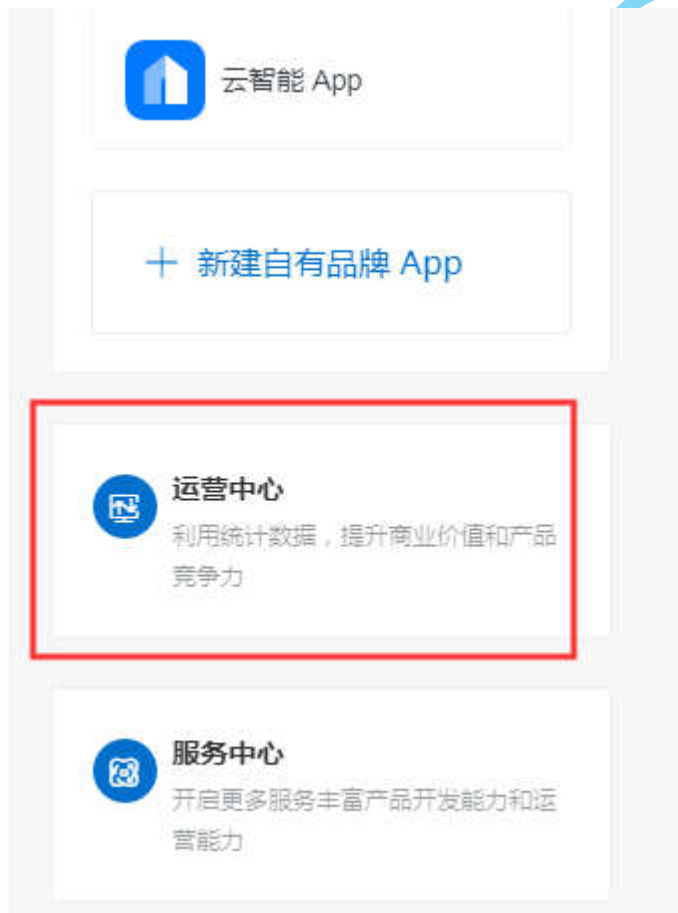 云智能 App
新建自有品牌 App
运营中心
利用统计数据，提升商业价值和产品
竞争力
服务中心
开启更多服务丰富产品开发能力和运
营能力